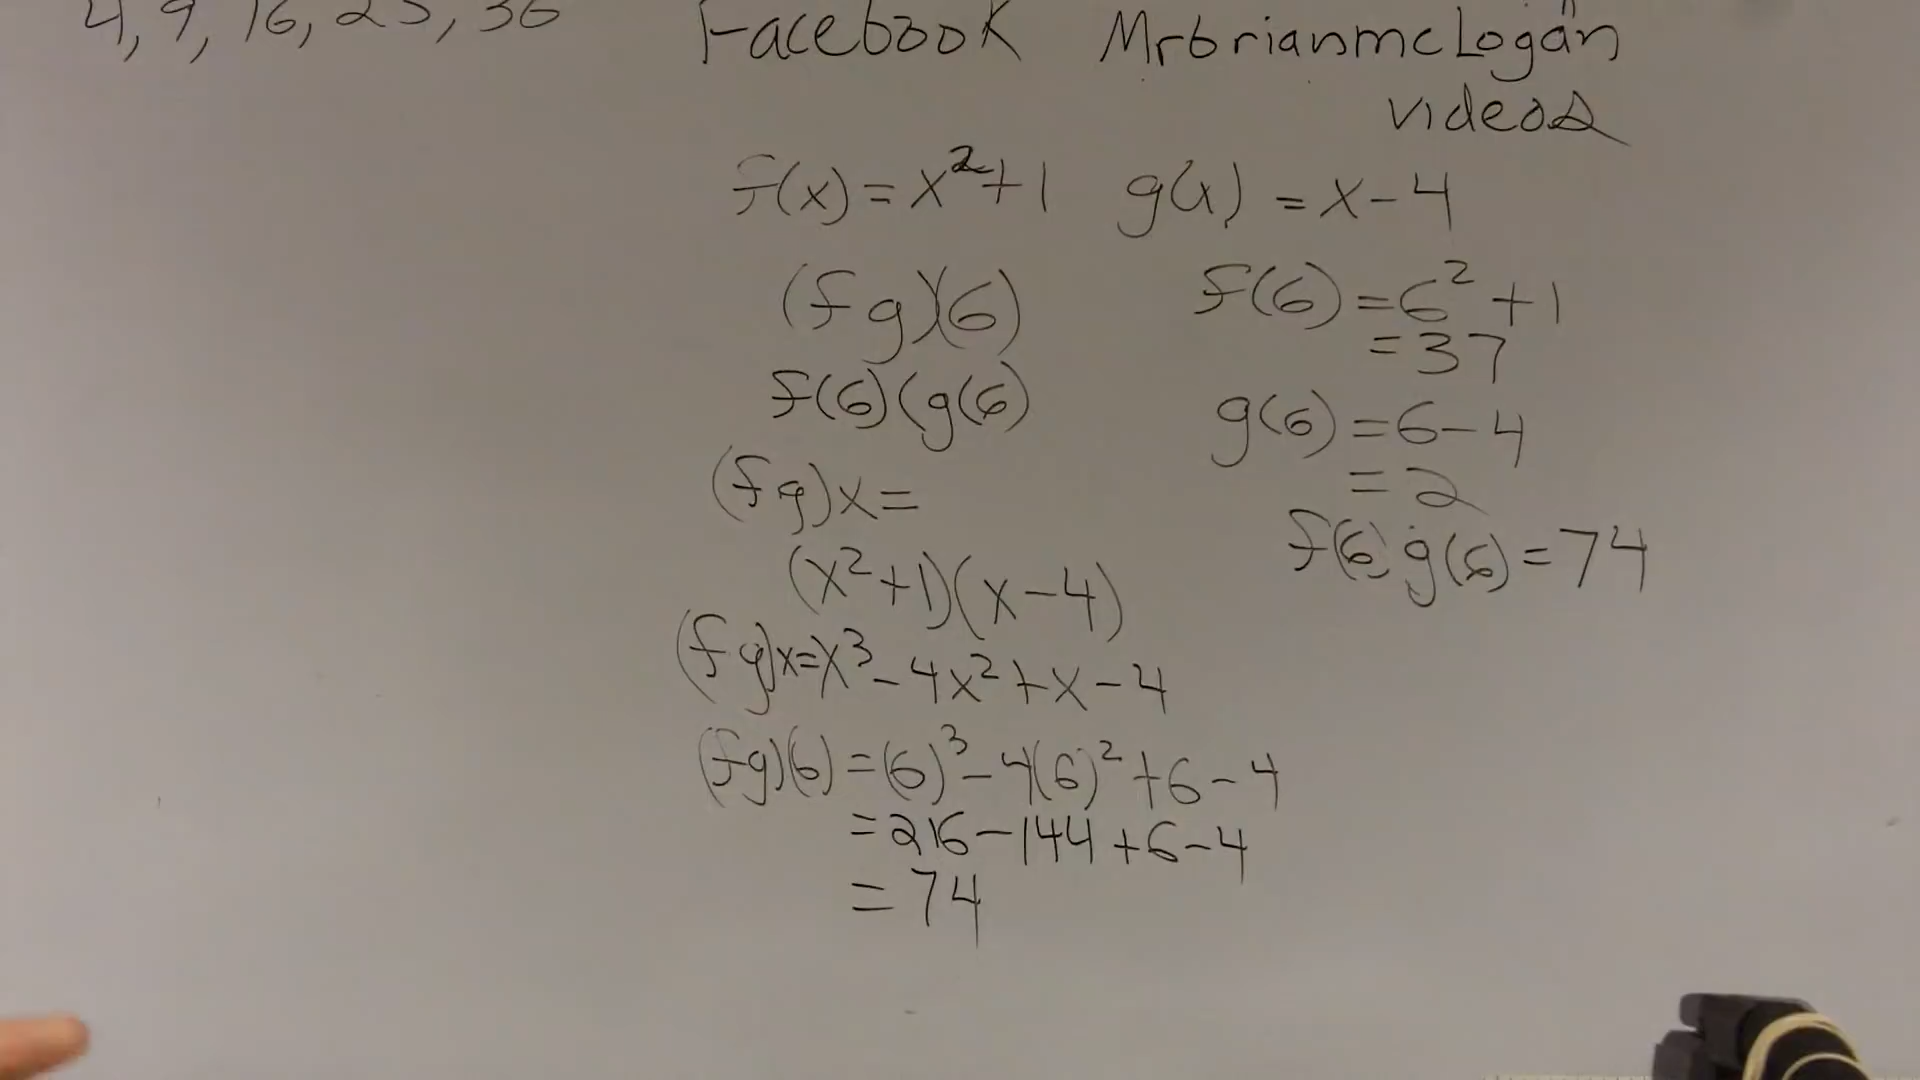 4, 9, 16, 25, 36
Facebook Mrbrianmclogan
videos
f(x) = x²+1 g(x) = x-4
(fg)(6)
f(6)(g(6)
(fg)x=
(x²+1)(x-4)
(fg)x=x³-4x²+x-4
(fg)(6) =(6)³-4(6)²+6-4
=216-144+6-4
= 74
f(6)=6²+1
=37
g(6)=6-4
=2
f(6) g(6)=74